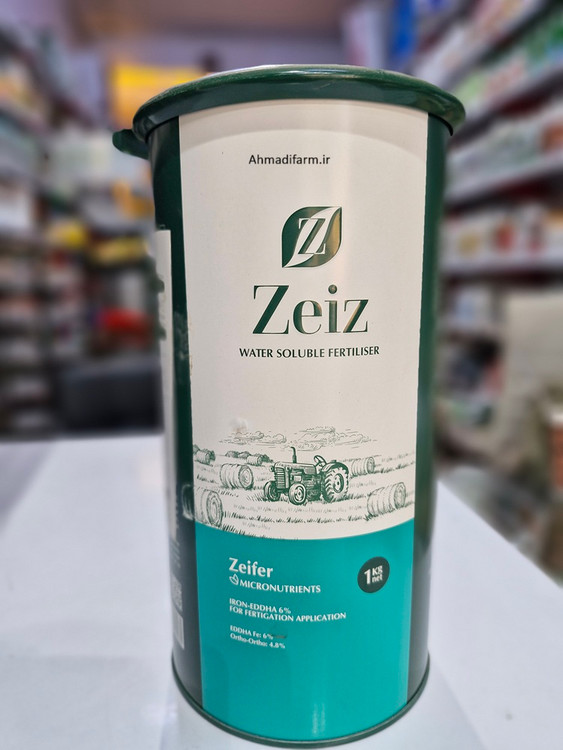 Ahmadifarm.ir
Z
Zeiz
WATER SOLUBLE FERTILISER
Zeifer
MICRONUTRIENTS
1 KG net
IRON-EDDHA 6%
FOR FERTIGATION APPLICATION
EDDHA Fe: 6%
Ortho-Ortho: 4.8%